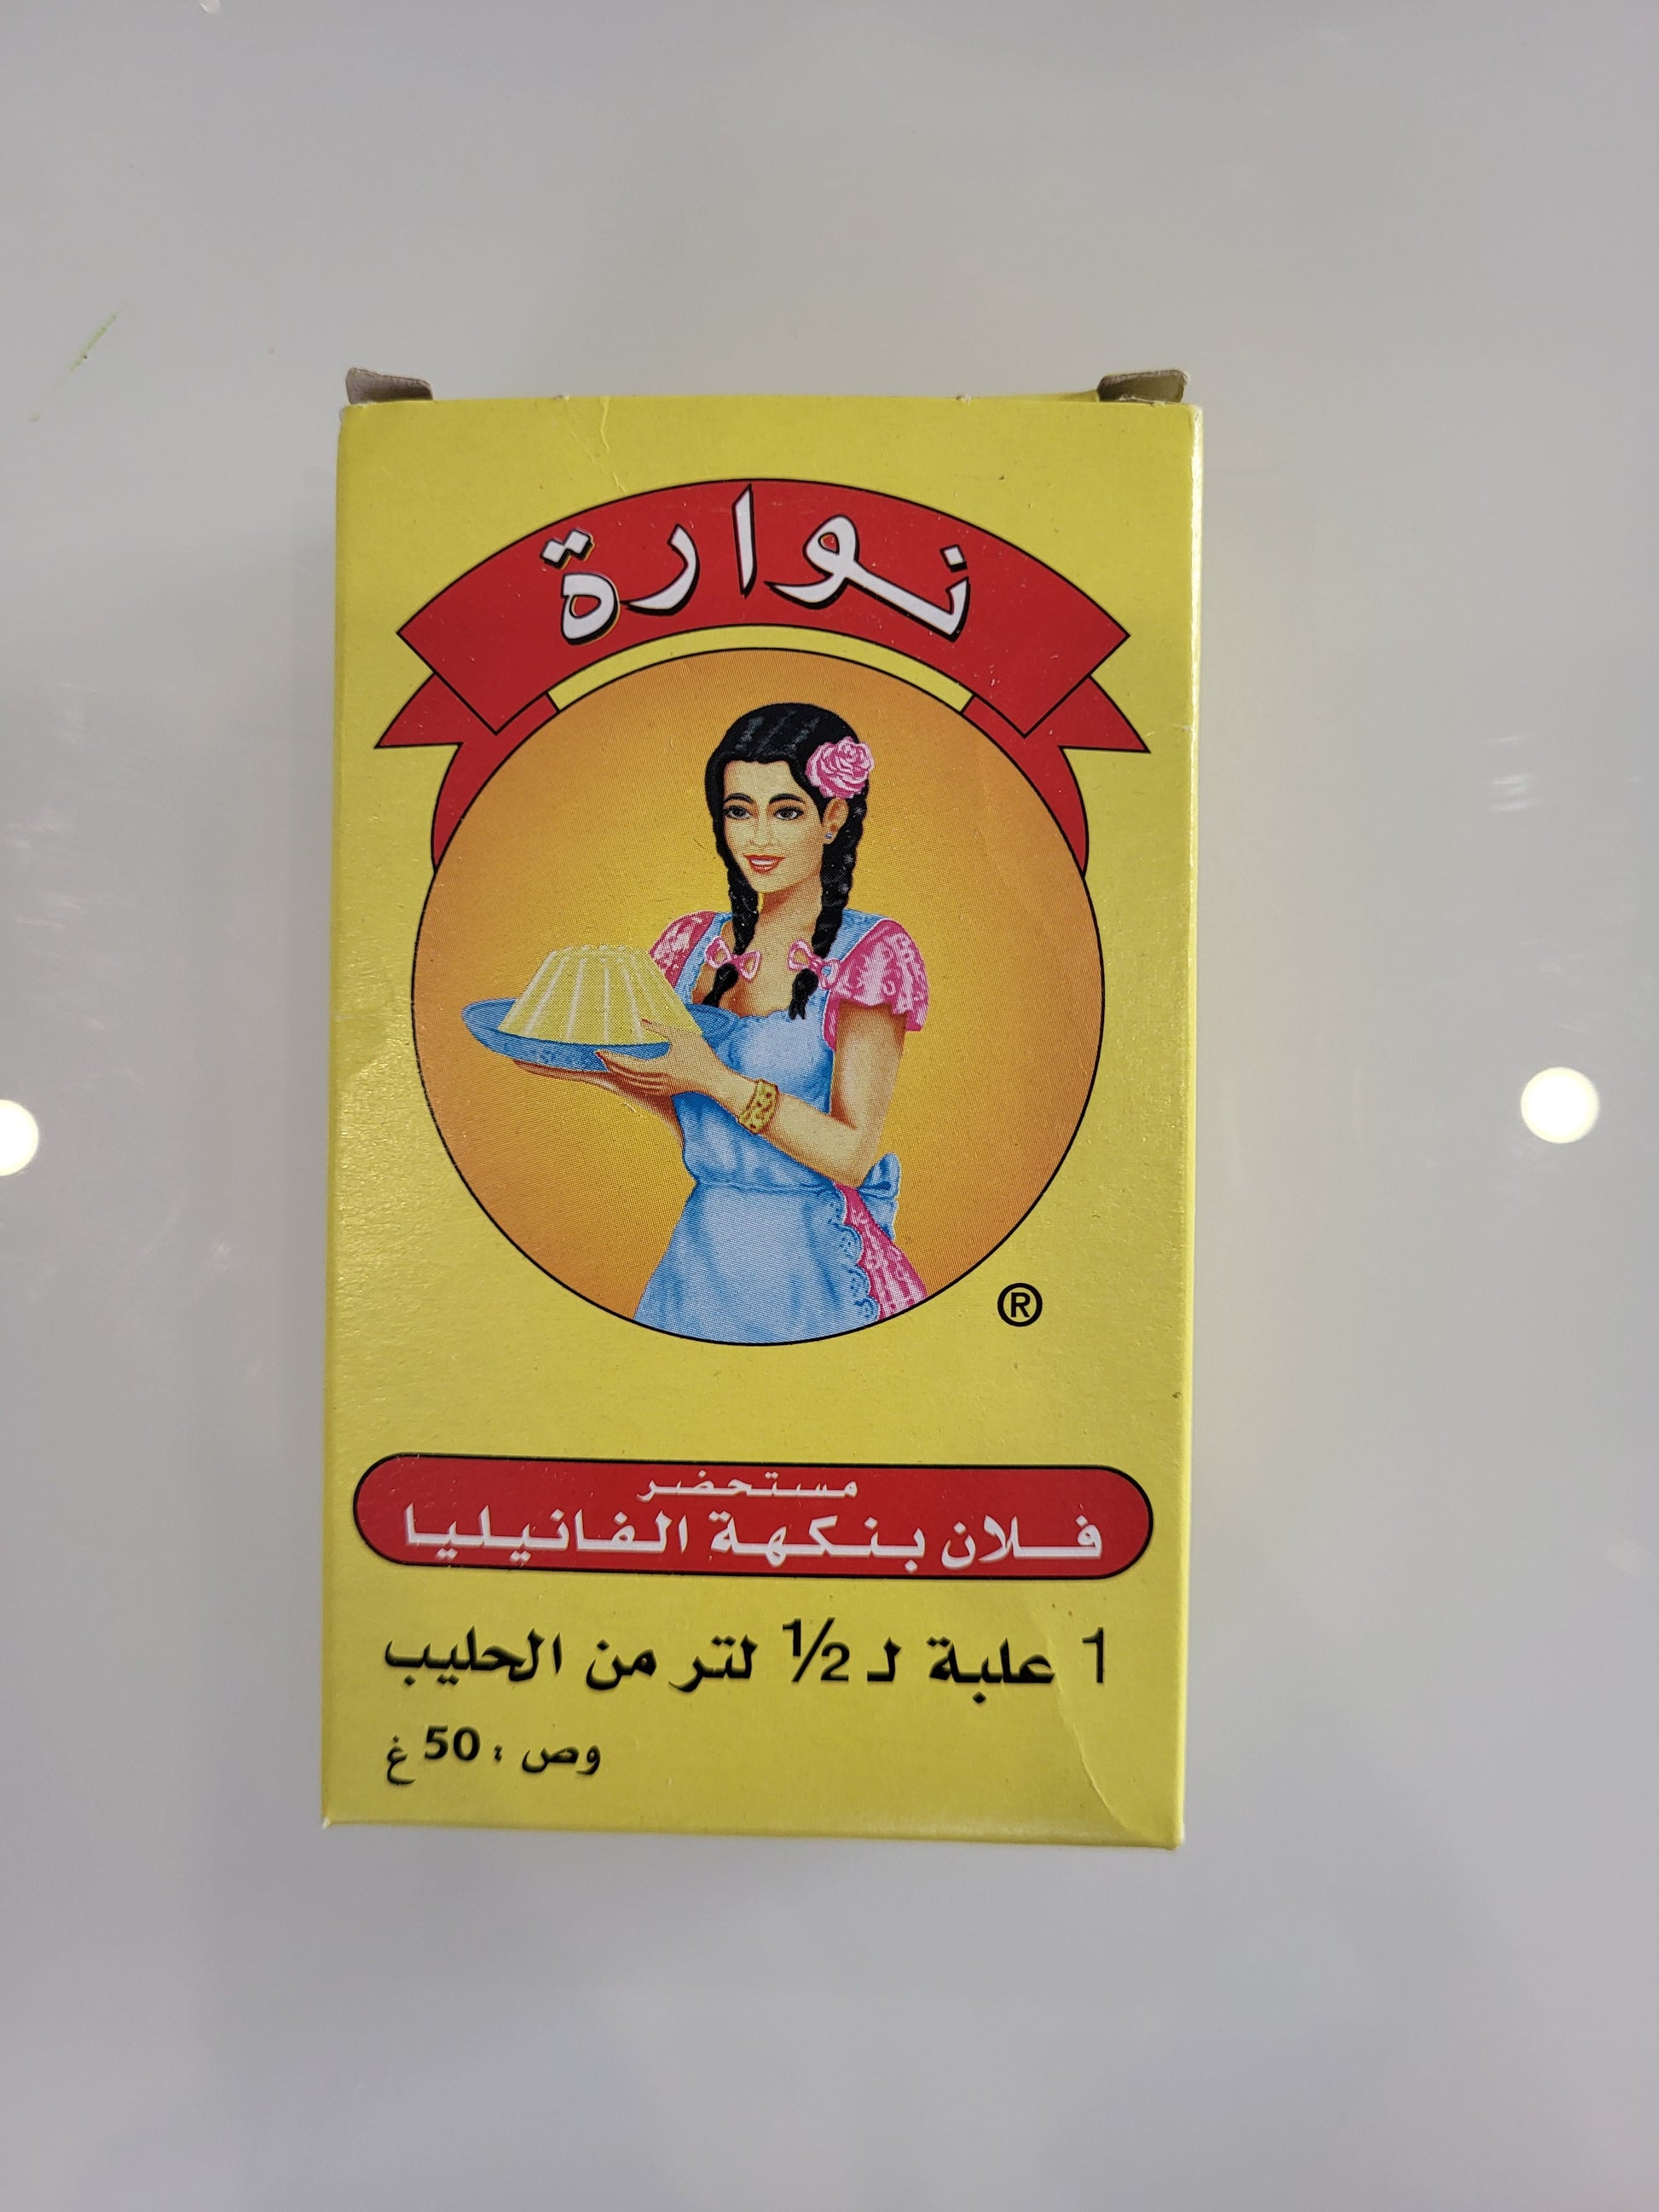 نوارة
®
مستحضر
فلان بنكهة الفانيليا
1 علبة لـ ½ لتر من الحليب
وص : 50 غ